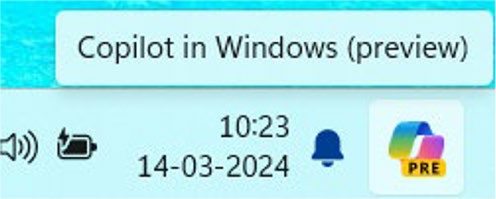 Copilot in Windows (preview)
10:23
14-03-2024
PRE